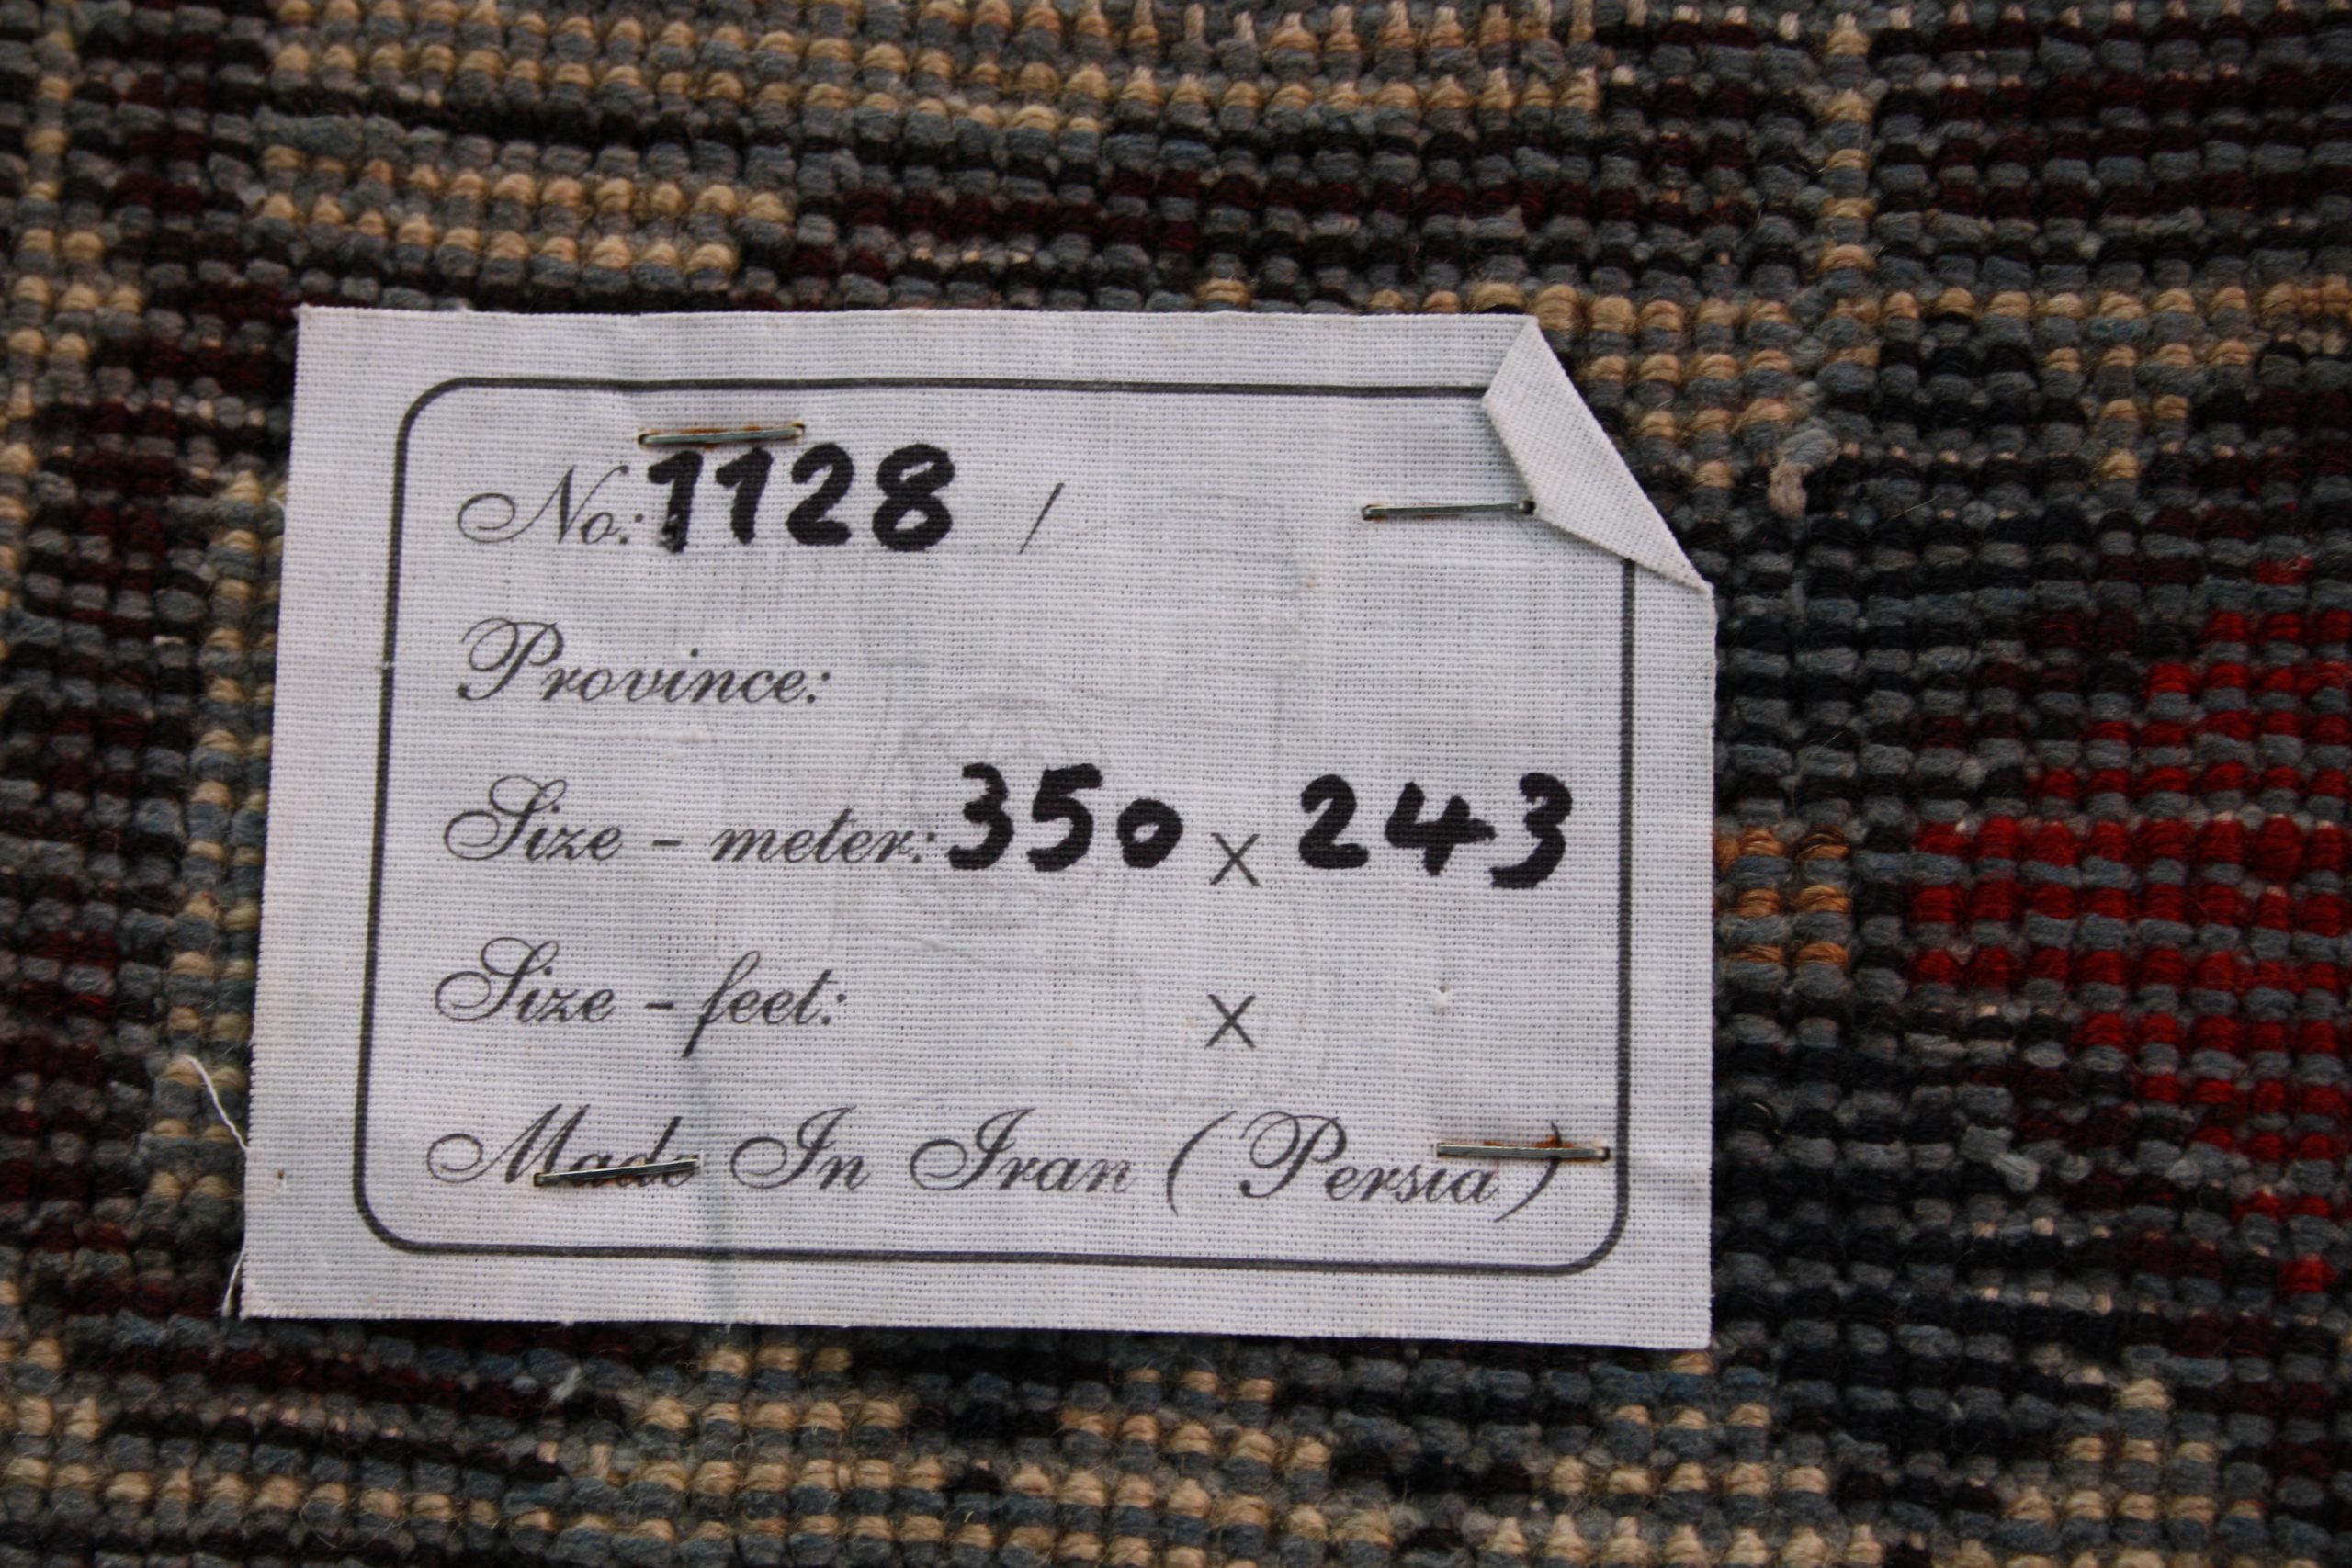 No.: 1128 /
Province:
Size - meter: 350 x 243
Size - feet: x
Made In Iran ( Persia )